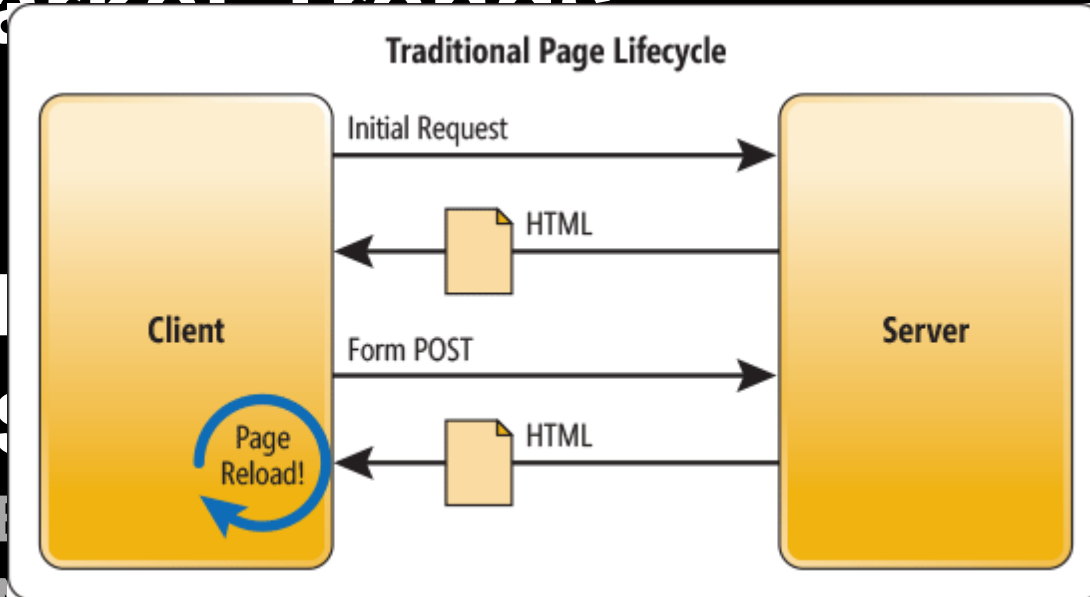 Traditional Page Lifecycle
Initial Request
HTML
Client
Server
Form POST
HTML
Page
Reload!